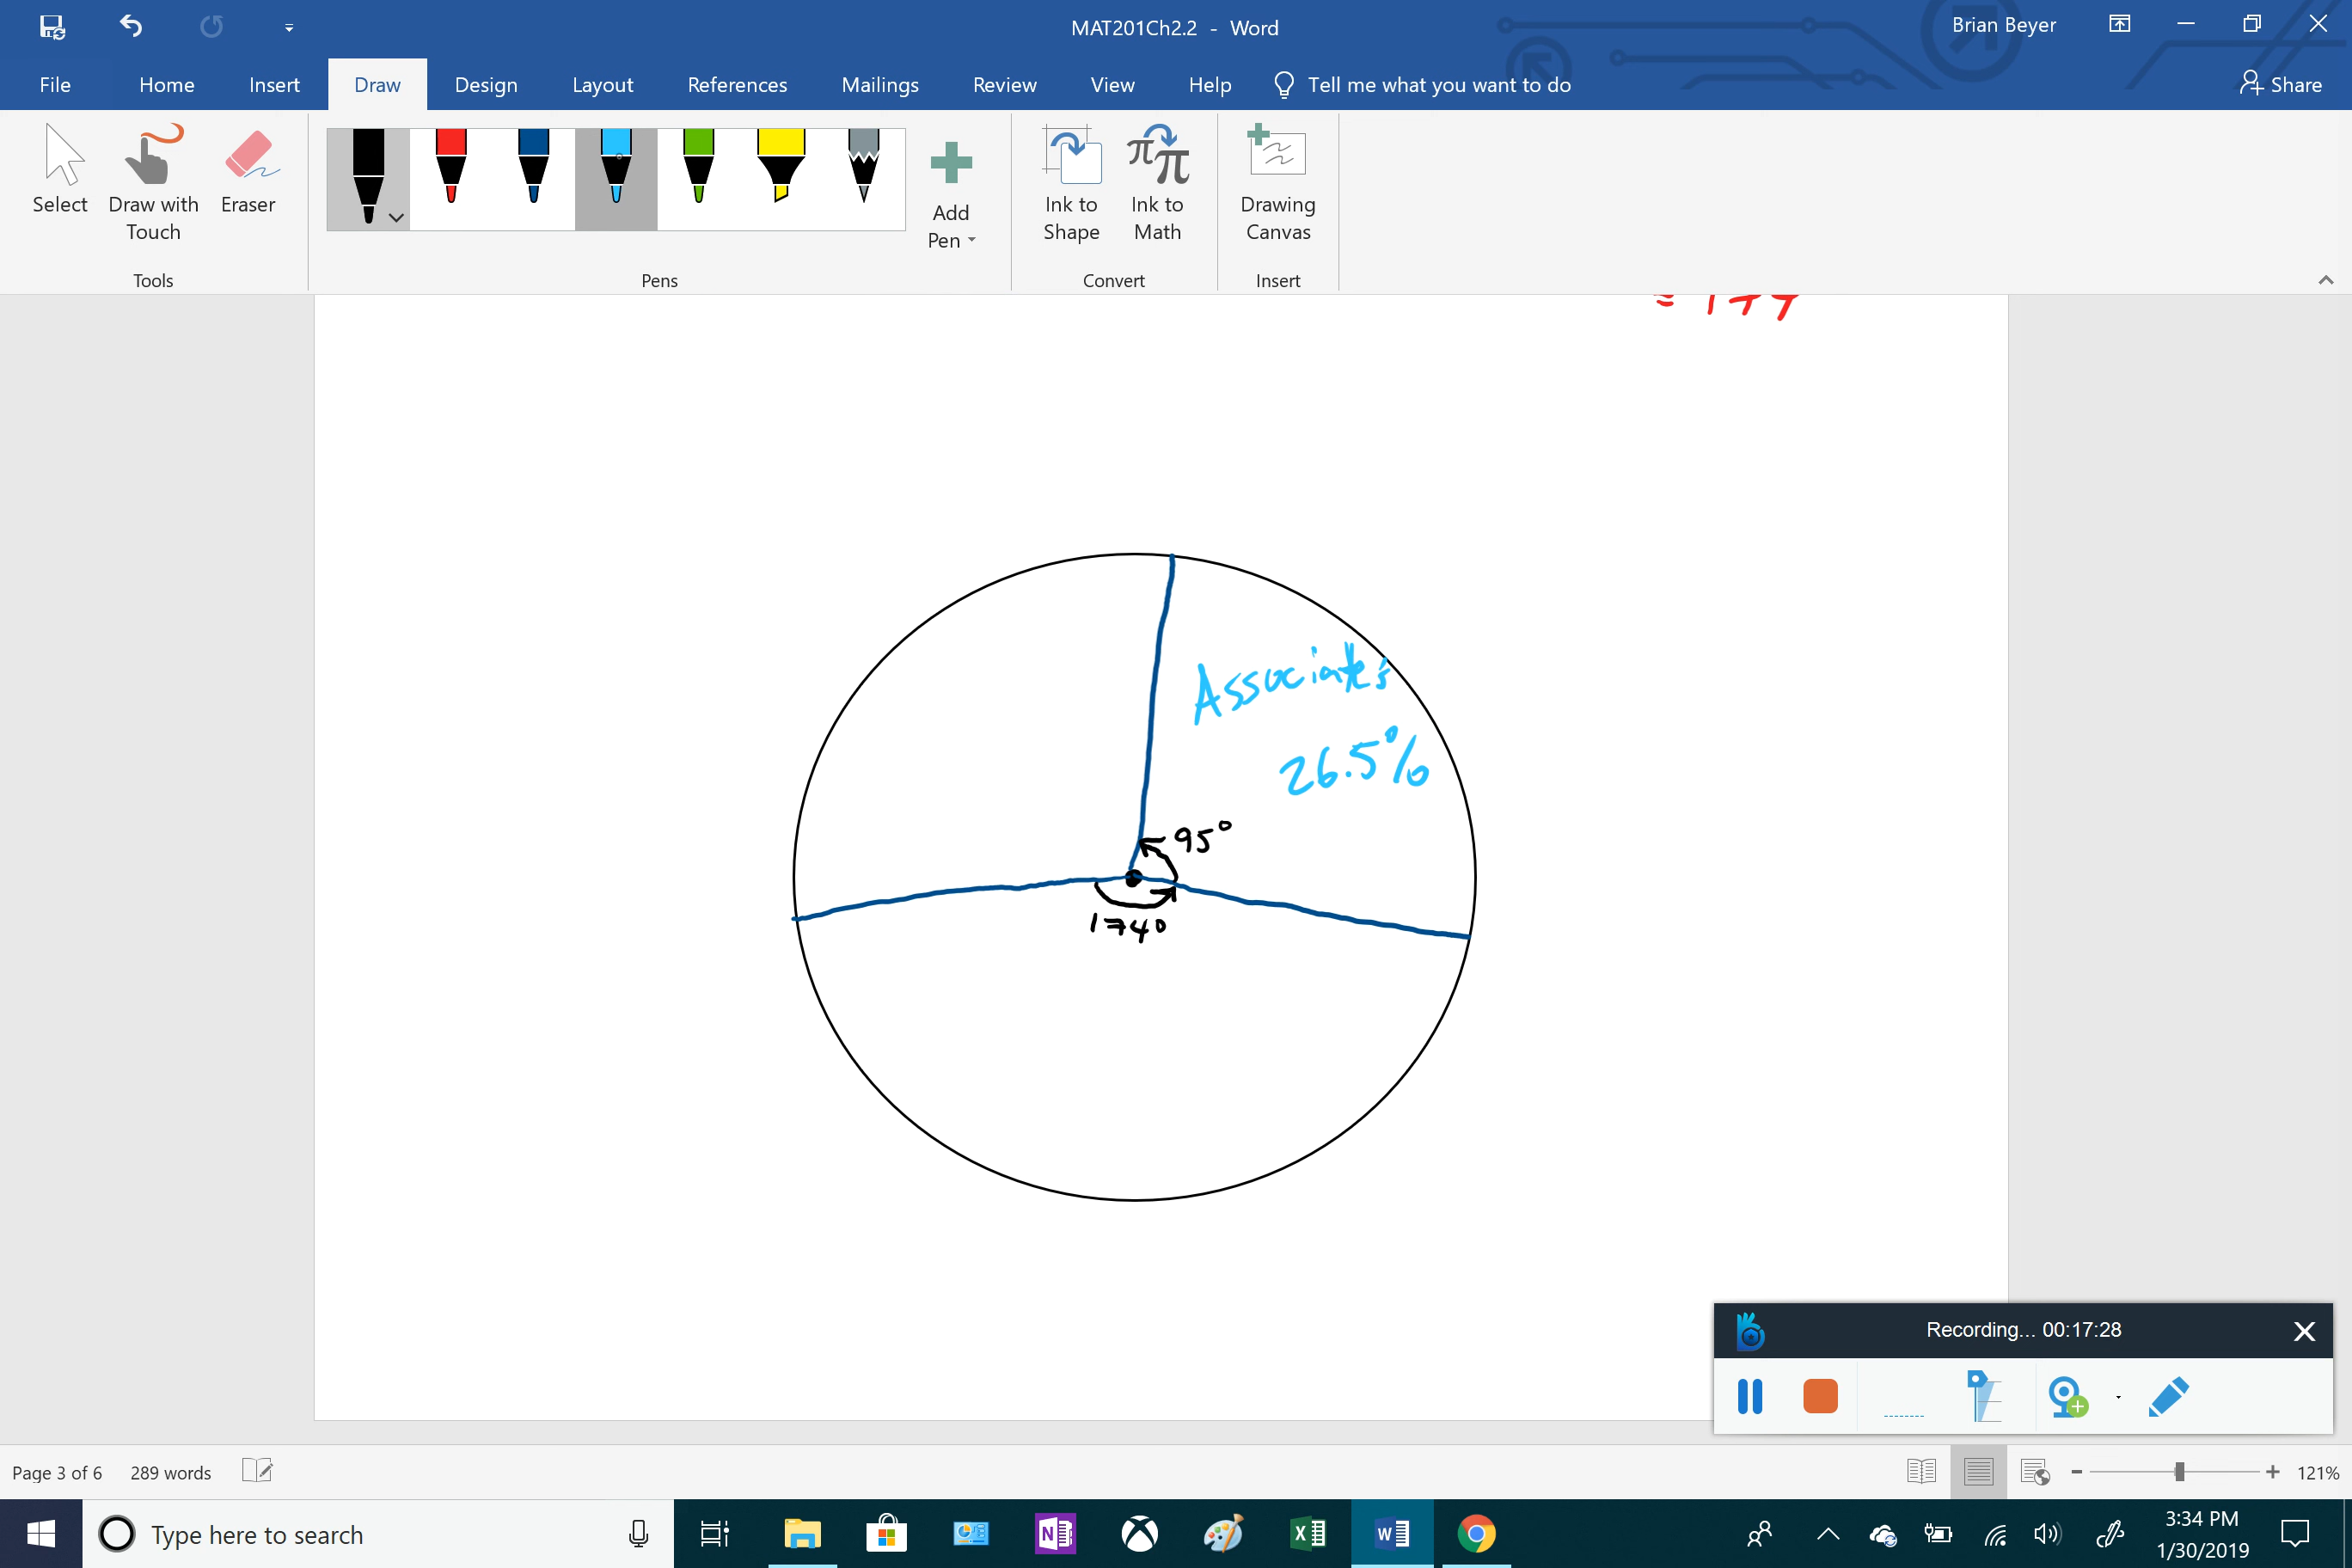 MAT201Ch2.2 - Word
Brian Beyer
File Home Insert Draw Design Layout References Mailings Review View Help Tell me what you want to do Share
Select
Draw with
Touch
Eraser
Tools
Pens
Add
Pen
Ink to
Shape
Ink to
Math
Convert
Drawing
Canvas
Insert
Associate's
26.5%
95°
174°
Recording... 00:17:28
Page 3 of 6 289 words
121%
Type here to search
3:34 PM
1/30/2019